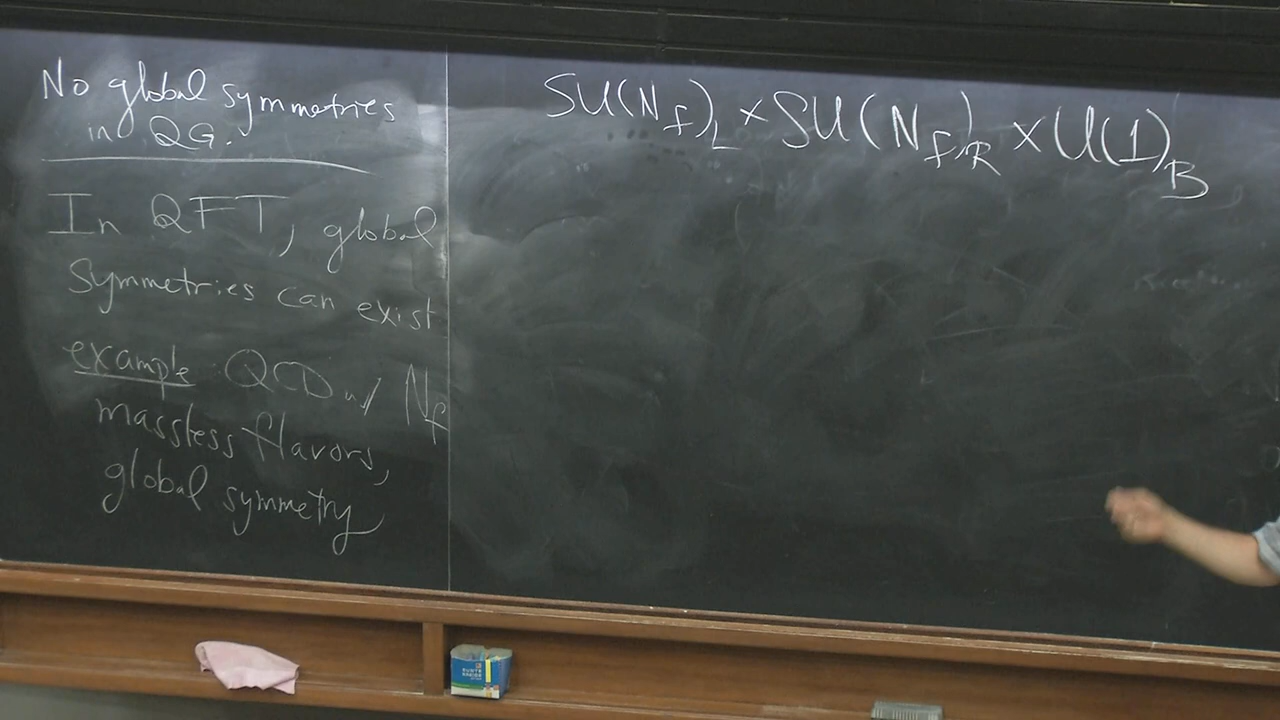 No global symmetries
in QG.
In QFT, global
symmetries can exist
example: QCD w/ Nf
massless flavors,
global symmetry
SU(Nf)L × SU(Nf)R × U(1)B